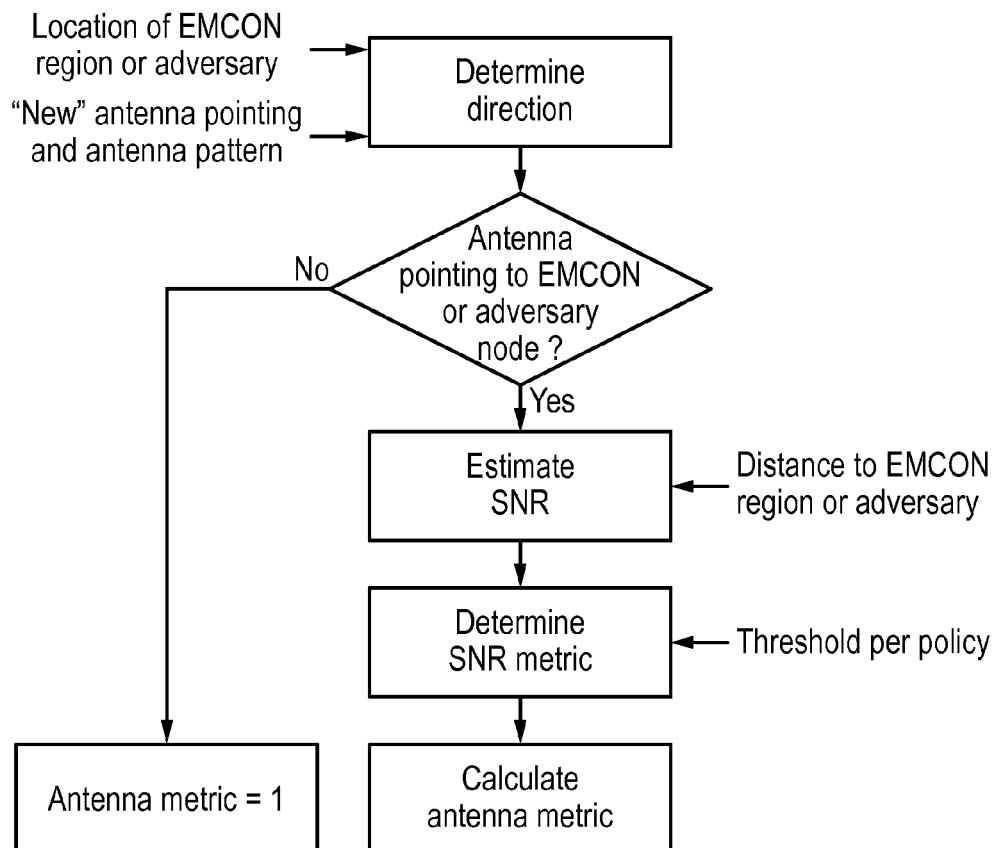 Location of EMCON
region or adversary
“New” antenna pointing
and antenna pattern
Determine
direction
Antenna
pointing to EMCON
or adversary
node ?
No
Yes
Estimate
SNR
Distance to EMCON
region or adversary
Determine
SNR metric
Threshold per policy
Antenna metric = 1
Calculate
antenna metric